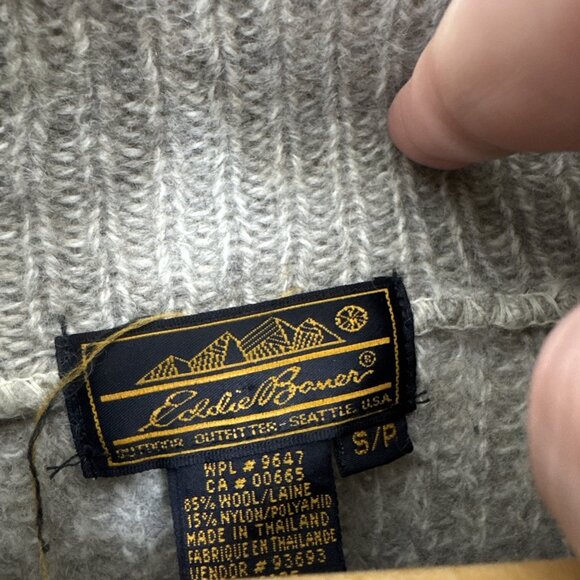 Eddie Bauer®
OUTDOOR OUTFITTER-SEATTLE, USA
S/P
WPL # 9647
CA # 00665
85% WOOL/LAINE
15% NYLON/POLYAMID
MADE IN THAILAND
FABRIQUE EN THAILANDE
VENDOR # 93693